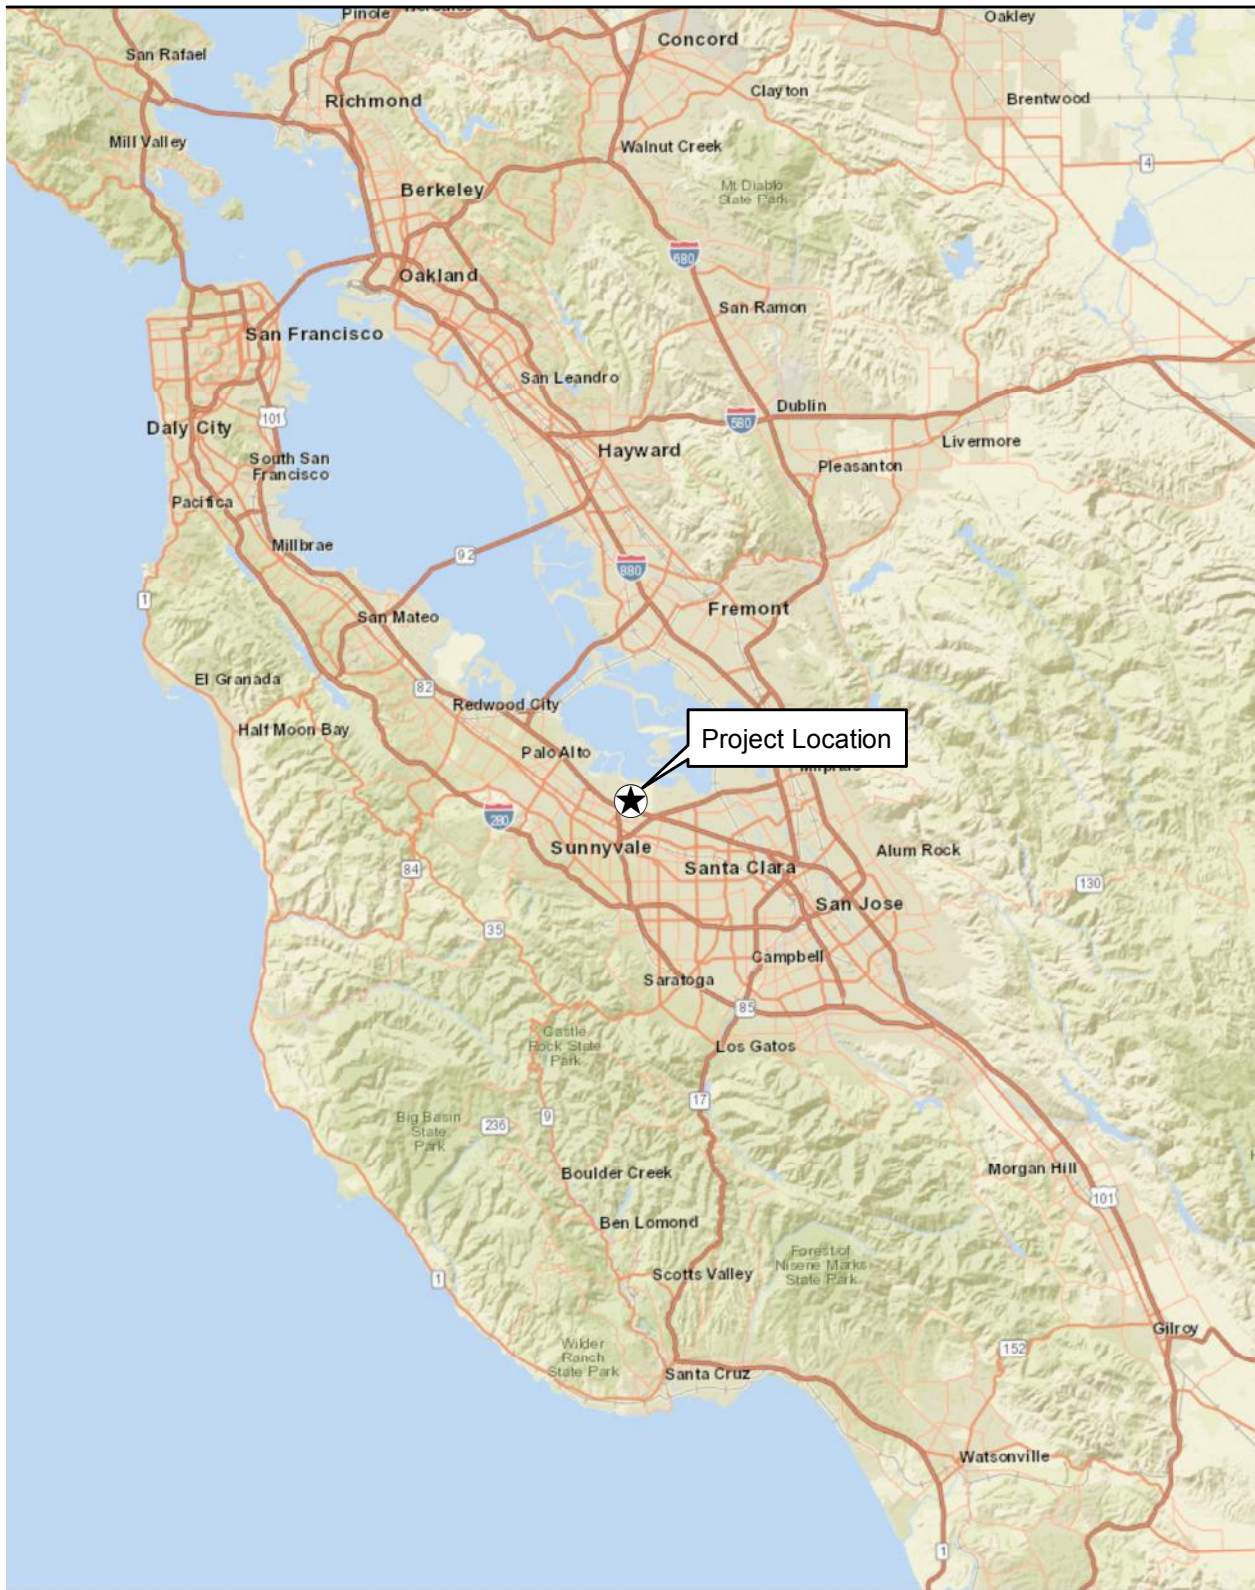 Pinole
Oakley
San Rafael
Concord
Richmond
Clayton
Brentwood
Mill Valley
Walnut Creek
4
Berkeley
Mt Diablo
State Park
680
Oakland
San Ramon
San Francisco
San Leandro
Dublin
580
101
Daly City
Livermore
Hayward
South San
Francisco
Pleasanton
Pacifica
Millbrae
92
880
1
Fremont
San Mateo
El Granada
82
Redwood City
Half Moon Bay
Project Location
Palo Alto
280
Sunnyvale
Alum Rock
Santa Clara
84
130
San Jose
35
Campbell
Saratoga
85
Castle
Rock State
Park
Los Gatos
17
Big Basin
State
Park
9
236
Boulder Creek
Morgan Hill
101
Ben Lomond
Forest of
Nisene Marks
State Park
Scotts Valley
1
Gilroy
152
Wilder
Ranch
State Park
Santa Cruz
Watsonville
1